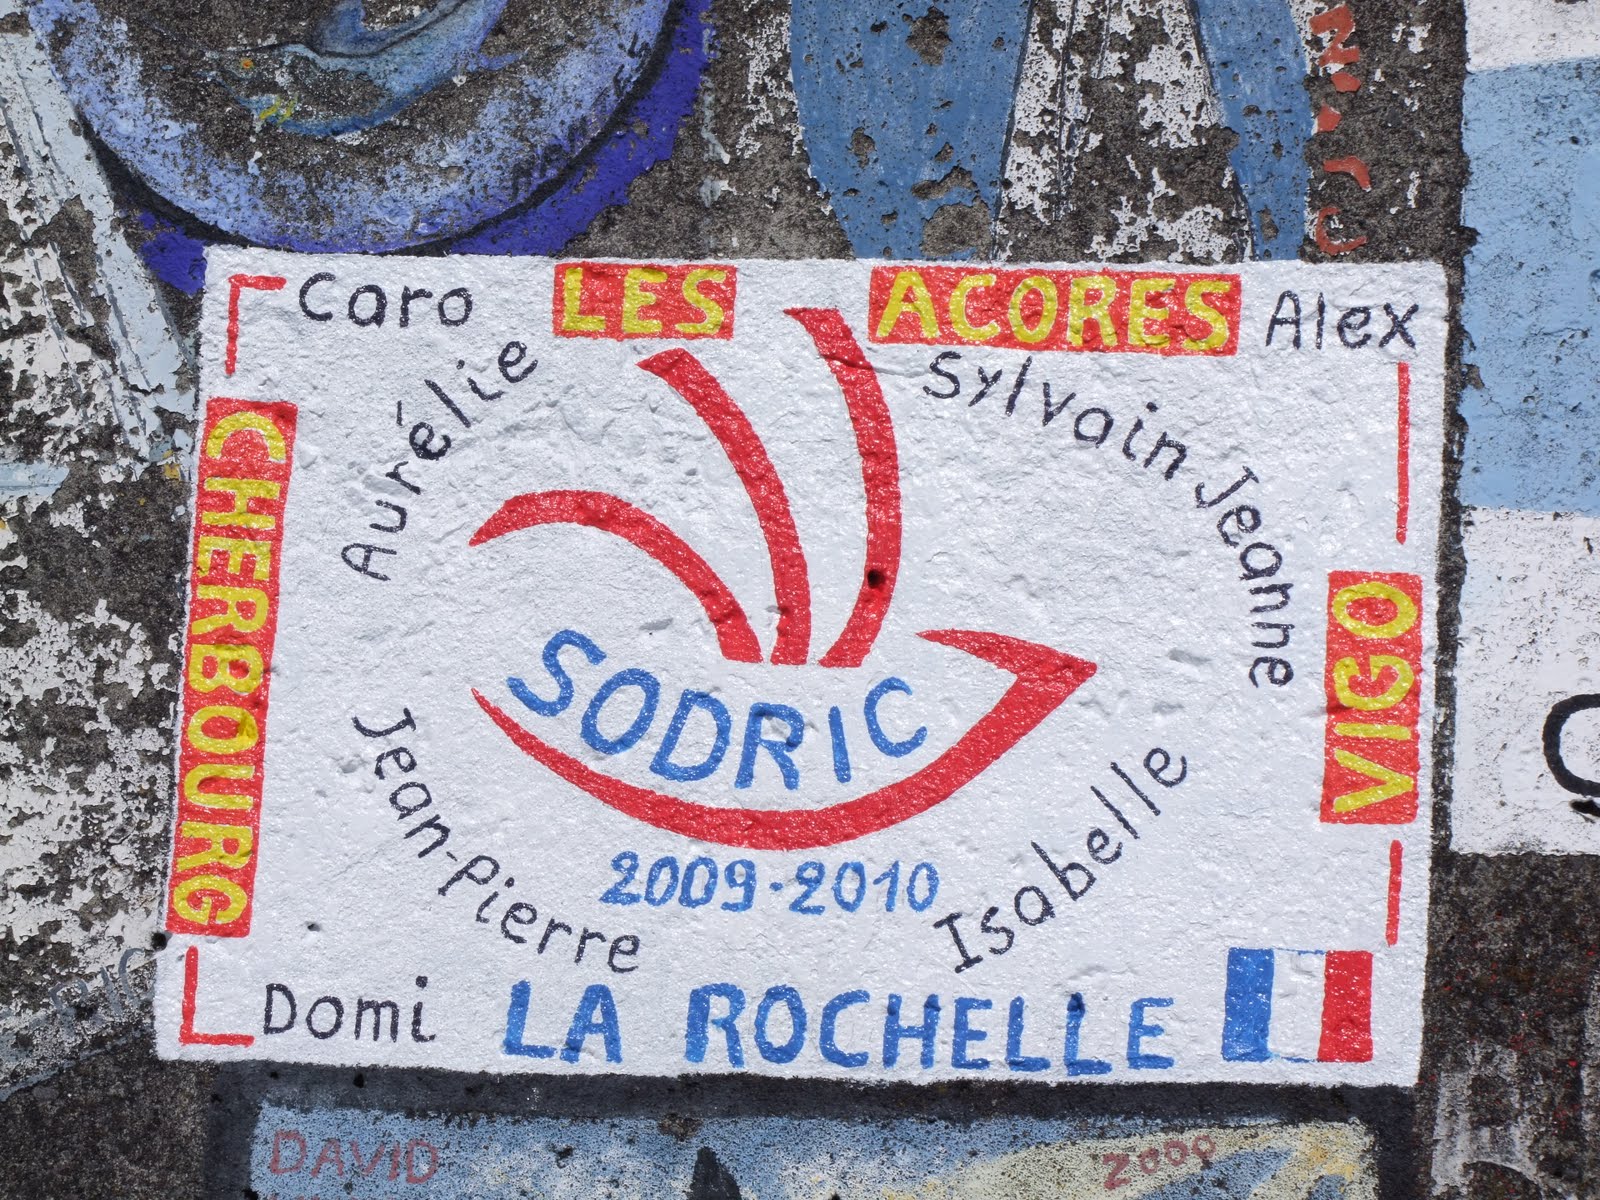 Caro
LES ACORES
Alex
Aurélie
Sylvain
Jeanne
CHERBOURG
VIGO
SODRIC
2009-2010
Jean-Pierre
Isabelle
Domi
LA ROCHELLE
DAVID
2000